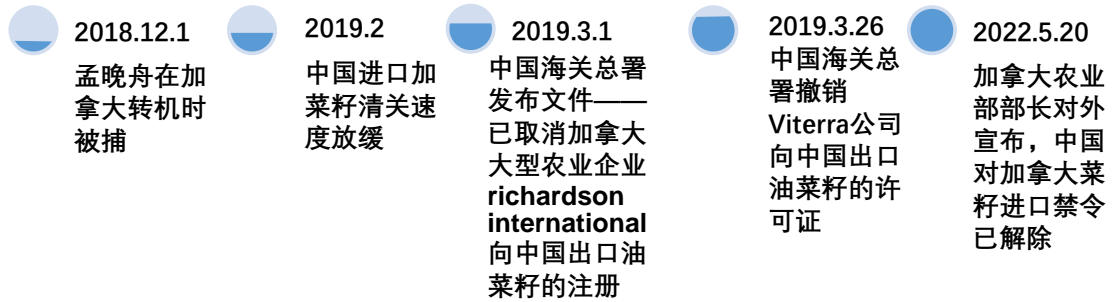 2018.12.1
孟晚舟在加
拿大转机时
被捕
2019.2
中国进口加
菜籽清关速
度放缓
2019.3.1
中国海关总署
发布文件——
已取消加拿大
大型农业企业
richardson
international
向中国出口油
菜籽的注册
2019.3.26
中国海关总
署撤销
Viterra公司
向中国出口
油菜籽的许
可证
2022.5.20
加拿大农业
部部长对外
宣布，中国
对加拿大菜
籽进口禁令
已解除